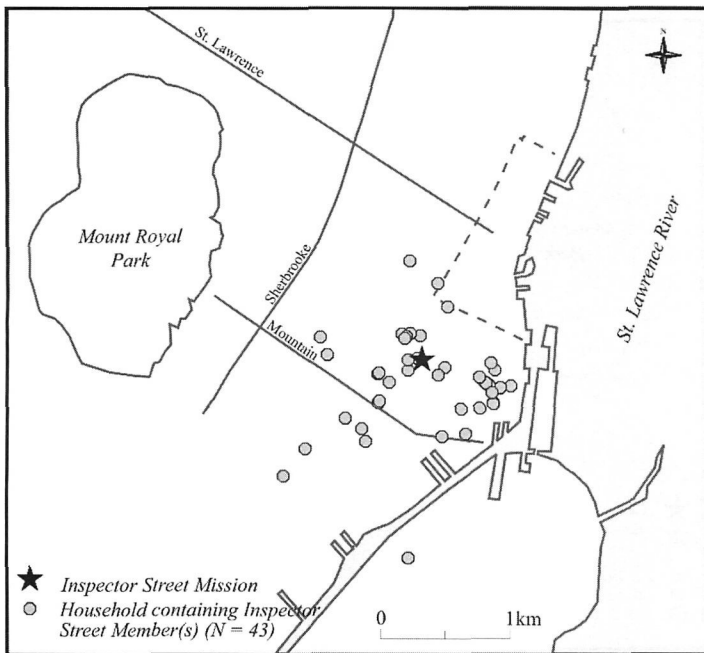 N
St. Lawrence
Mount Royal
Park
Sherbrooke
Mountain
St. Lawrence River
Inspector Street Mission
Household containing Inspector
Street Member(s) (N = 43)
0 1km